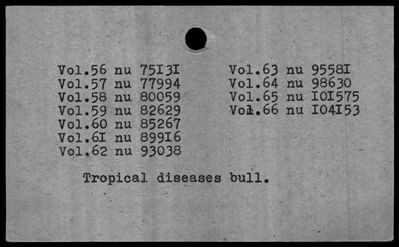 Vol.56 nu 75131 Vol.63 nu 95581
Vol.57 nu 77994 Vol.64 nu 98630
Vol.58 nu 80059 Vol.65 nu 101575
Vol.59 nu 82629 Vol.66 nu 104153
Vol.60 nu 85267
Vol.61 nu 89916
Vol.62 nu 93038
Tropical diseases bull.